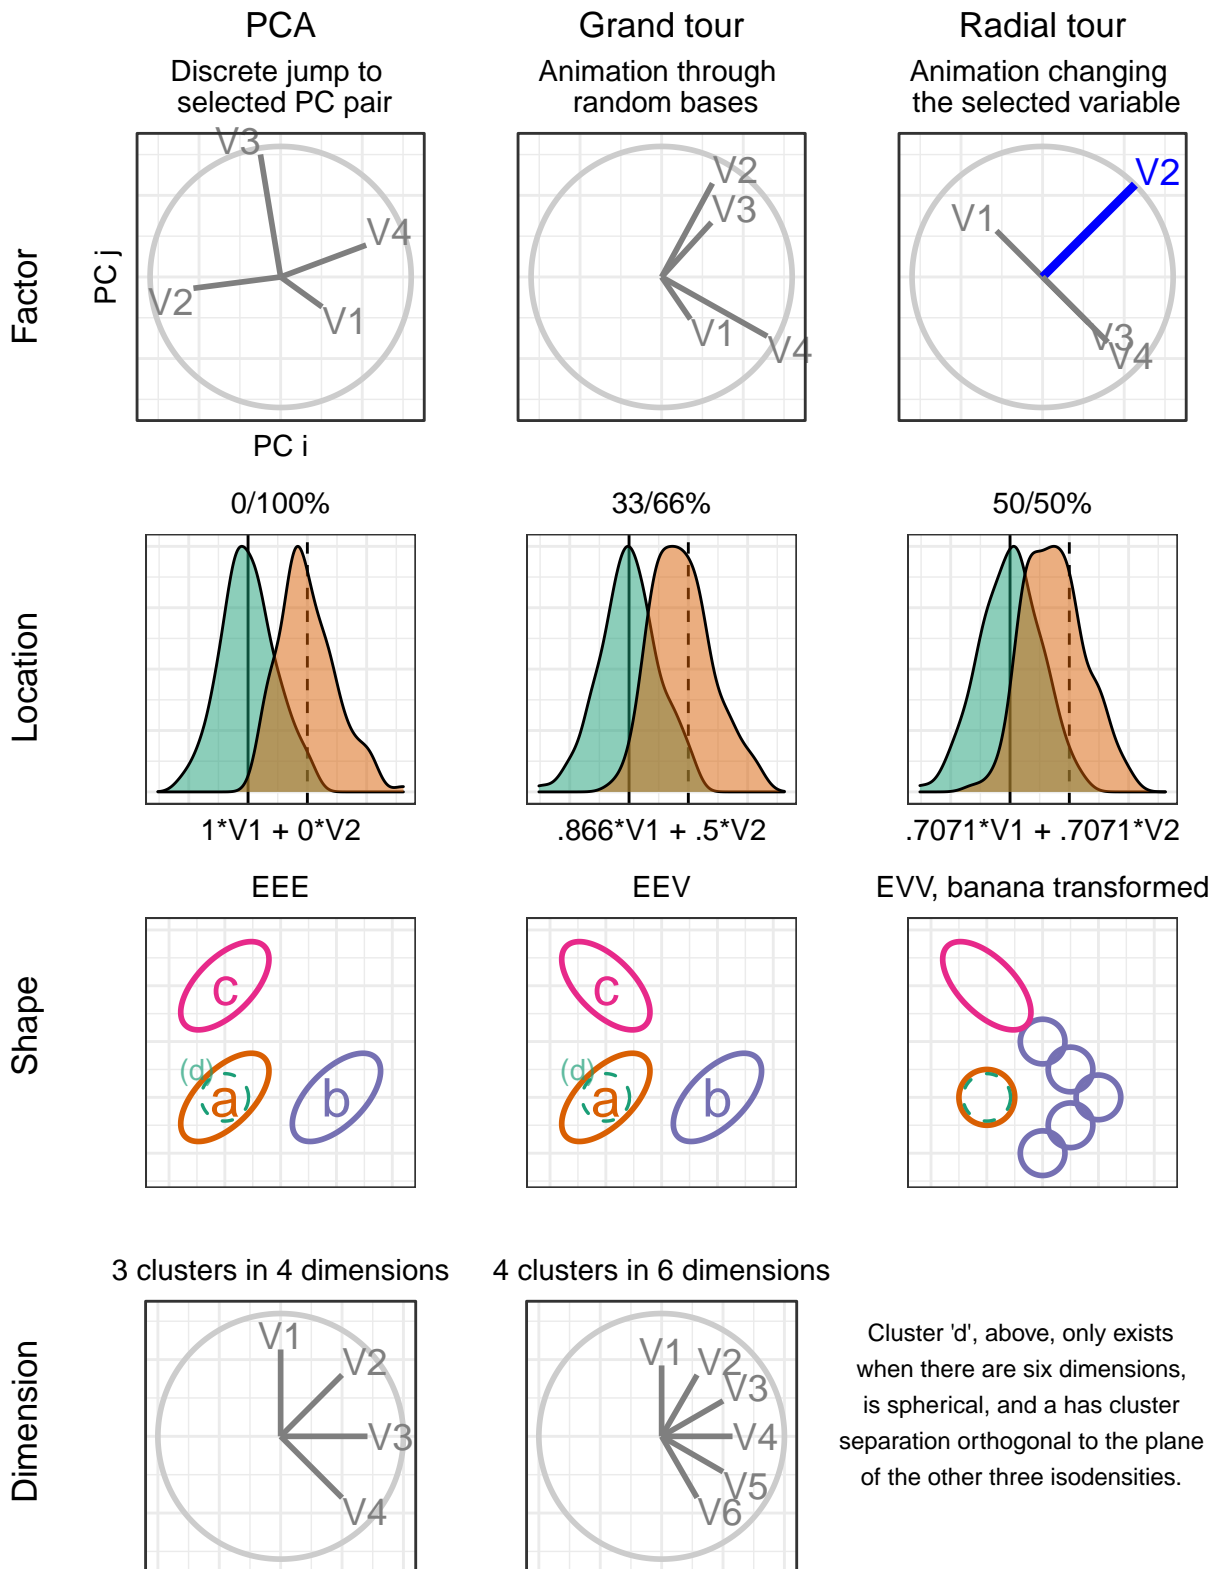 PCA
Grand tour
Radial tour
Discrete jump to
selected PC pair
Animation through
random bases
Animation changing
the selected variable
Factor
PC j
V3
V4
V2
V1
PC i
V2
V3
V1
V4
V2
V1
V3
V4
Location
0/100%
33/66%
50/50%
1*V1 + 0*V2
.866*V1 + .5*V2
.7071*V1 + .7071*V2
Shape
EEE
EEV
EVV, banana transformed
c
(d)
a
b
c
(d)
a
b
Dimension
3 clusters in 4 dimensions
4 clusters in 6 dimensions
V1
V2
V3
V4
V1
V2
V3
V4
V5
V6
Cluster 'd', above, only exists
when there are six dimensions,
is spherical, and a has cluster
separation orthogonal to the plane
of the other three isodensities.